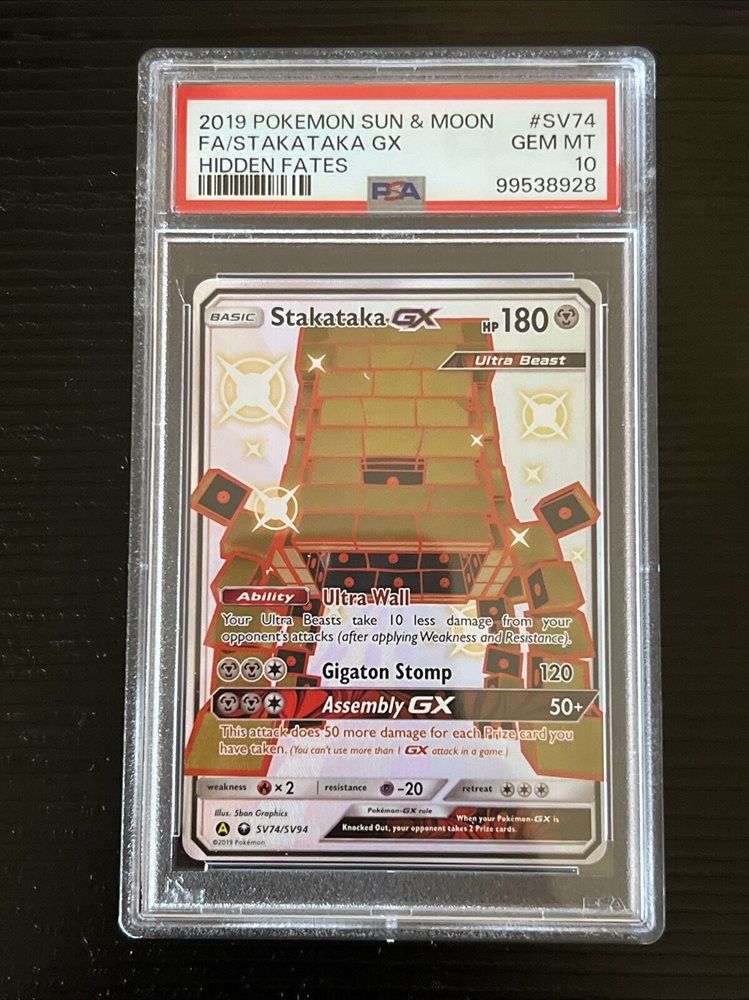 2019 POKEMON SUN & MOON #SV74
FA/STAKATAKA GX GEM MT
HIDDEN FATES 10
PSA 99538928
BASIC Stakataka GX HP 180
Ultra Beast
Ability Ultra Wall
Your Ultra Beasts take 10 less damage from your
opponent's attacks (after applying Weakness and Resistance).
Gigaton Stomp 120
Assembly GX 50+
This attack does 50 more damage for each Prize card you
have taken. (You can't use more than 1 GX attack in a game.)
weakness ×2 resistance -20 retreat
Illus. 5ban Graphics
Pokémon-GX rule
When your Pokémon-GX is
Knocked Out, your opponent takes 2 Prize cards.
A SV74/SV94
©2019 Pokémon
PSA